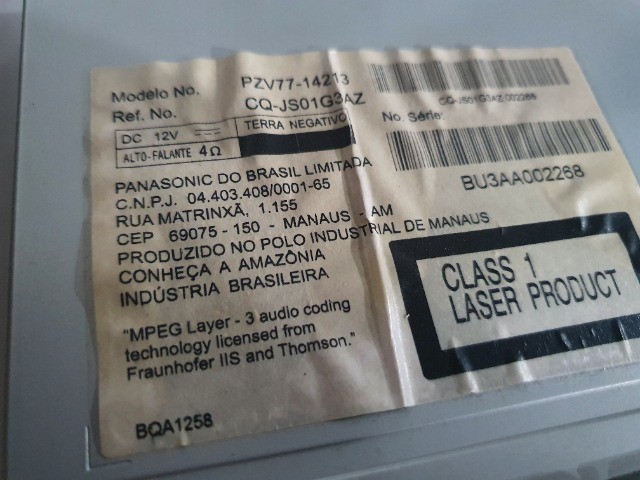 Modelo No. PZV77-14213
Ref. No. CQ-JS01G3AZ
DC 12V TERRA NEGATIVO
ALTO-FALANTE 4Ω
PANASONIC DO BRASIL LIMITADA
C.N.P.J. 04.403.408/0001-65
RUA MATRINXÃ, 1.155
CEP 69075-150 - MANAUS - AM
PRODUZIDO NO POLO INDUSTRIAL DE MANAUS
CONHEÇA A AMAZÔNIA
INDÚSTRIA BRASILEIRA
"MPEG Layer - 3 audio coding
technology licensed from
Fraunhofer IIS and Thomson."
BQA1258
CQ-JS01G3AZ 002268
No. Série:
BU3AA002268
CLASS 1
LASER PRODUCT